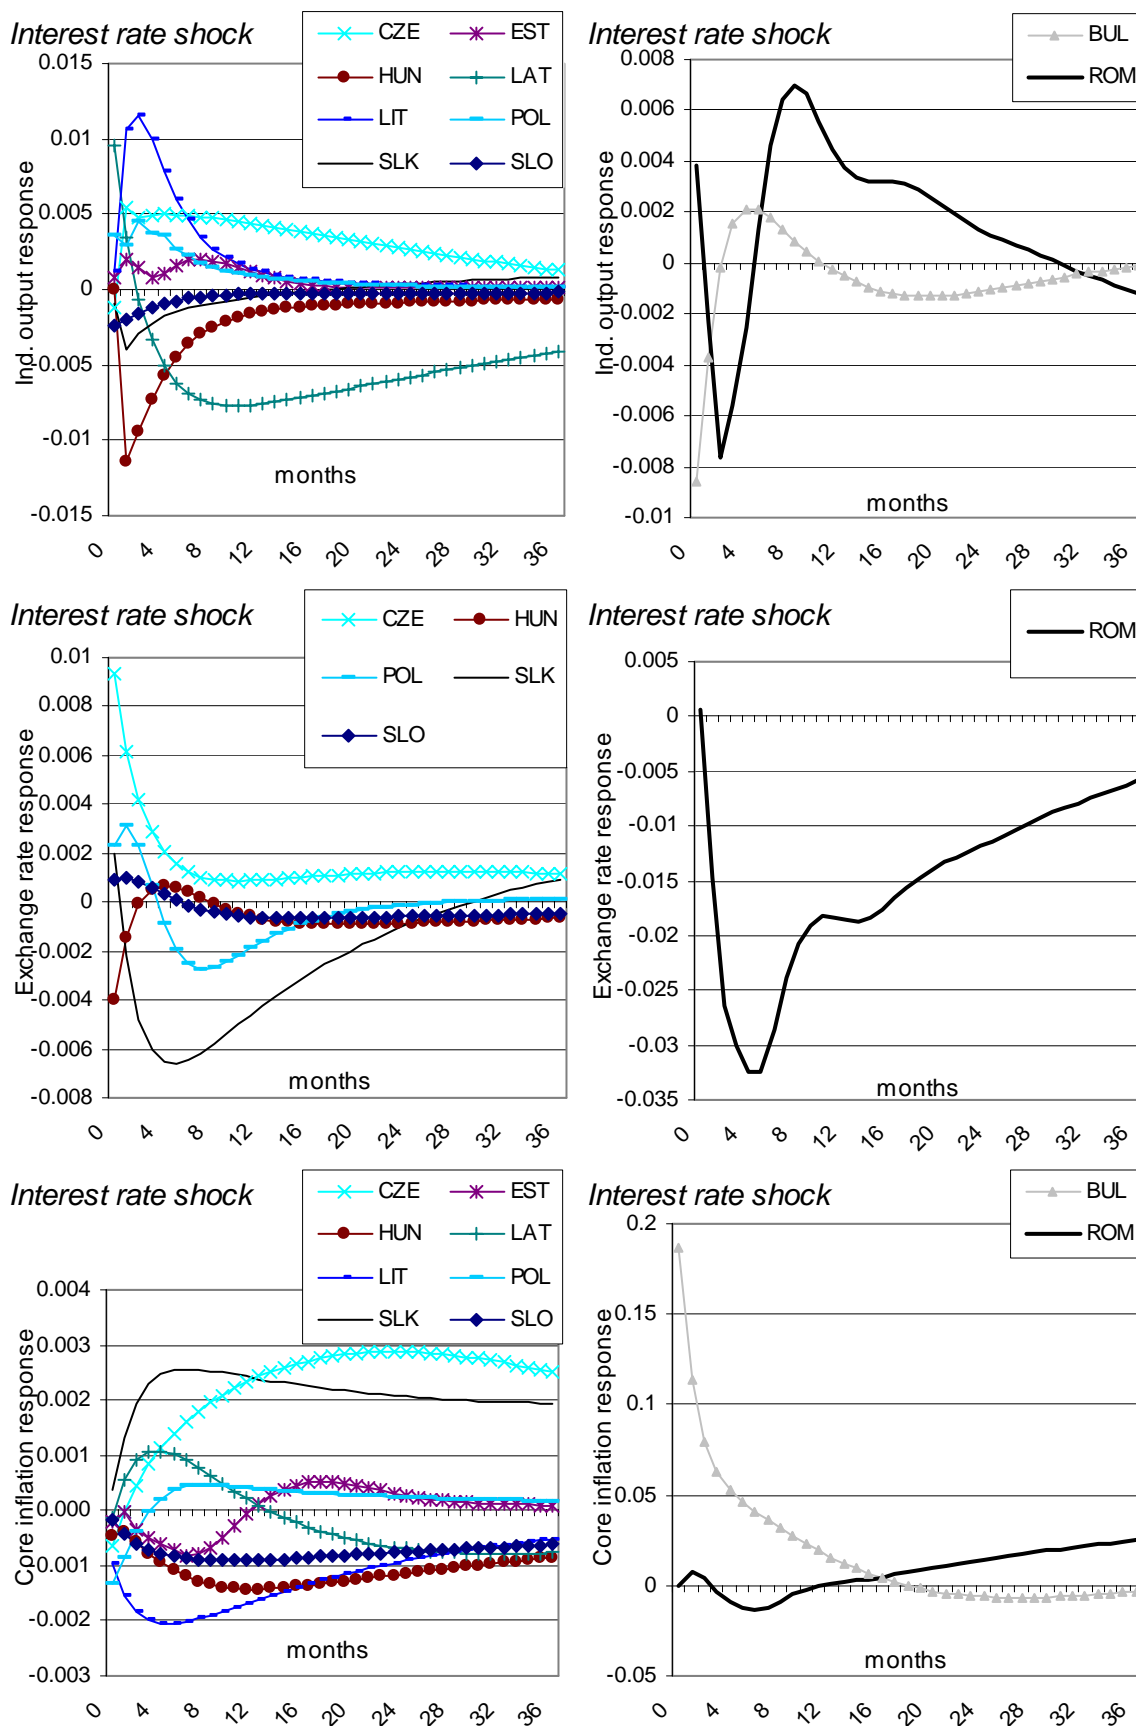 Interest rate shock
CZE EST
HUN LAT
LIT POL
SLK SLO
0.015
0.01
0.005
0
-0.005
-0.01
-0.015
Ind. output response
months
0 4 8 12 16 20 24 28 32 36
Interest rate shock
BUL
ROM
0.008
0.006
0.004
0.002
0
-0.002
-0.004
-0.006
-0.008
-0.01
Ind. output response
months
0 4 8 12 16 20 24 28 32 36
Interest rate shock
CZE HUN
POL SLK
SLO
0.01
0.008
0.006
0.004
0.002
0
-0.002
-0.004
-0.006
-0.008
Exchange rate response
months
0 4 8 12 16 20 24 28 32 36
Interest rate shock
ROM
0.005
0
-0.005
-0.01
-0.015
-0.02
-0.025
-0.03
-0.035
Exchange rate response
months
0 4 8 12 16 20 24 28 32 36
Interest rate shock
CZE EST
HUN LAT
LIT POL
SLK SLO
0.004
0.003
0.002
0.001
0.000
-0.001
-0.002
-0.003
Core inflation response
months
0 4 8 12 16 20 24 28 32 36
Interest rate shock
BUL
ROM
0.2
0.15
0.1
0.05
0
-0.05
Core inflation response
months
0 4 8 12 16 20 24 28 32 36